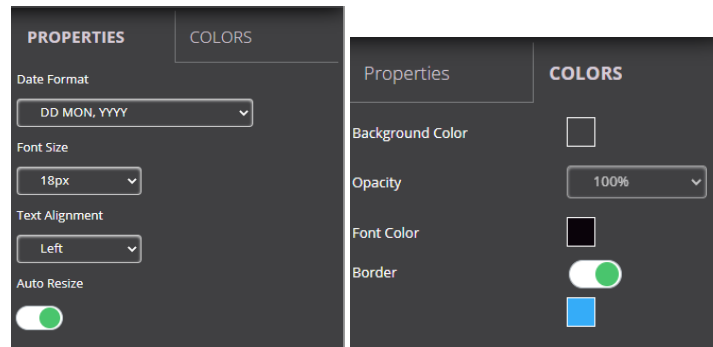 PROPERTIES COLORS
Date Format
DD MON, YYYY
Font Size
18px
Text Alignment
Left
Auto Resize
Properties COLORS
Background Color
Opacity 100%
Font Color
Border